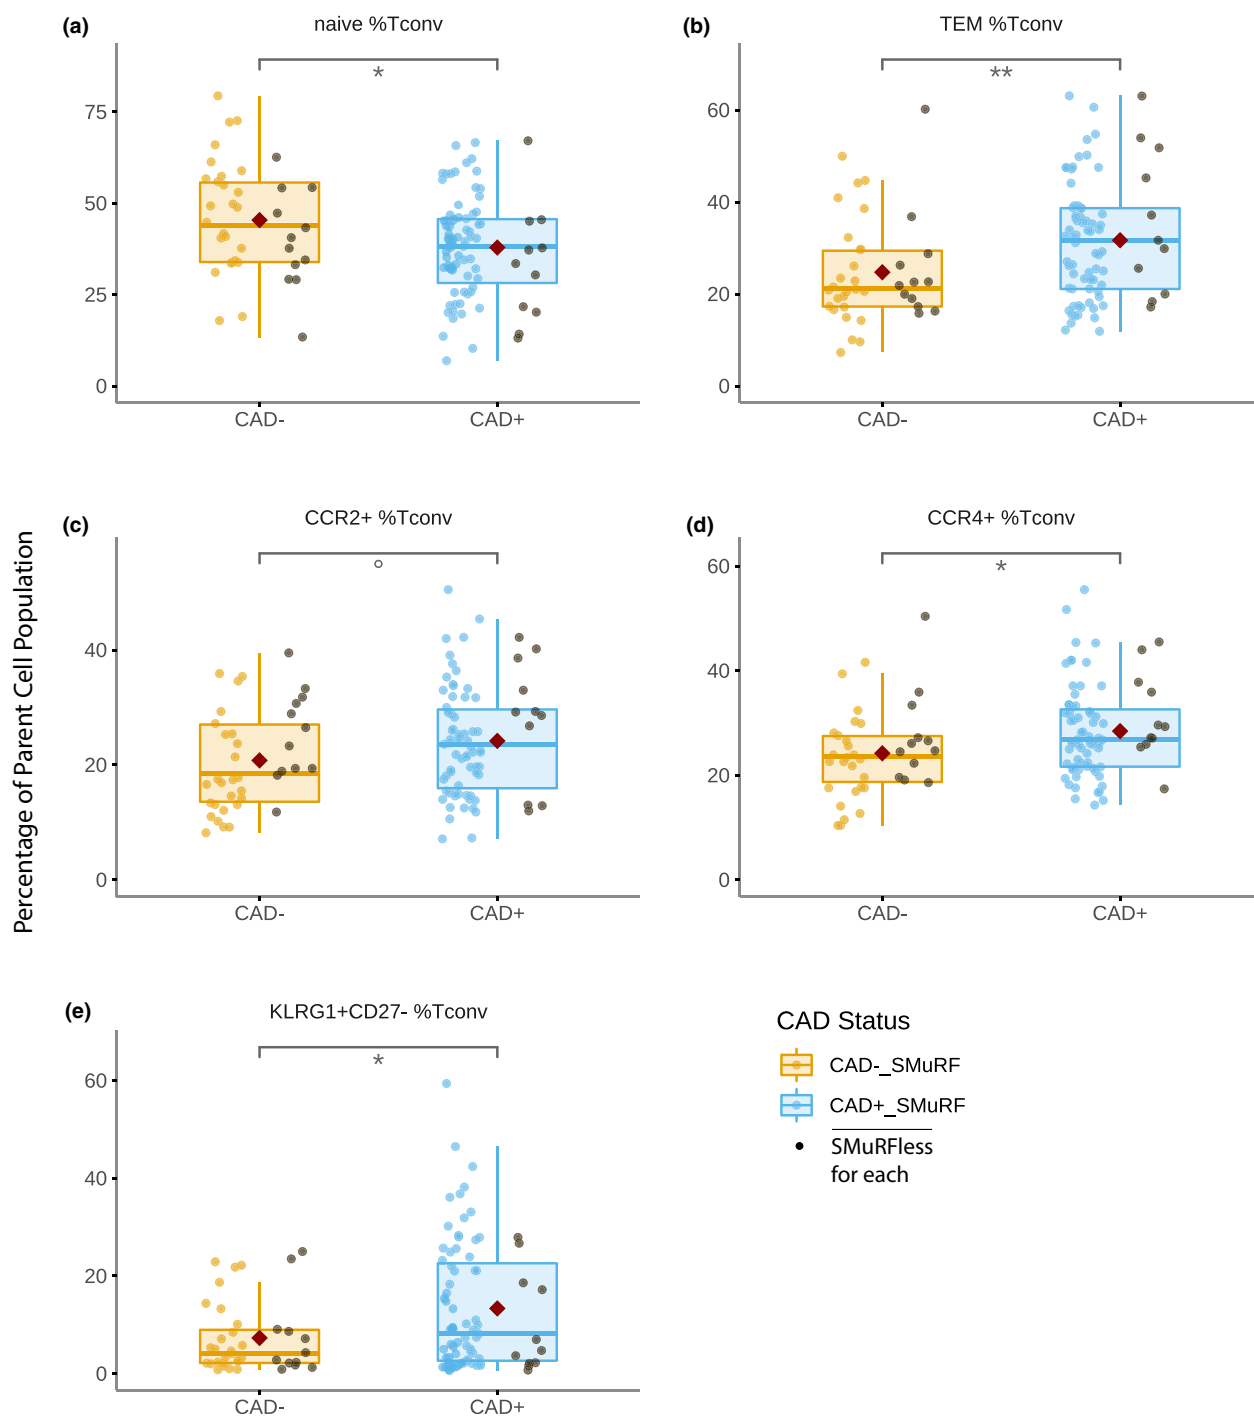 (a)
naive %Tconv
*
75
50
25
0
CAD-
CAD+
(b)
TEM %Tconv
**
60
40
20
0
CAD-
CAD+
Percentage of Parent Cell Population
(c)
CCR2+ %Tconv
°
40
20
0
CAD-
CAD+
(d)
CCR4+ %Tconv
*
60
40
20
0
CAD-
CAD+
(e)
KLRG1+CD27- %Tconv
*
60
40
20
0
CAD-
CAD+
CAD Status
CAD-_SMuRF
CAD+_SMuRF
SMuRFless
for each